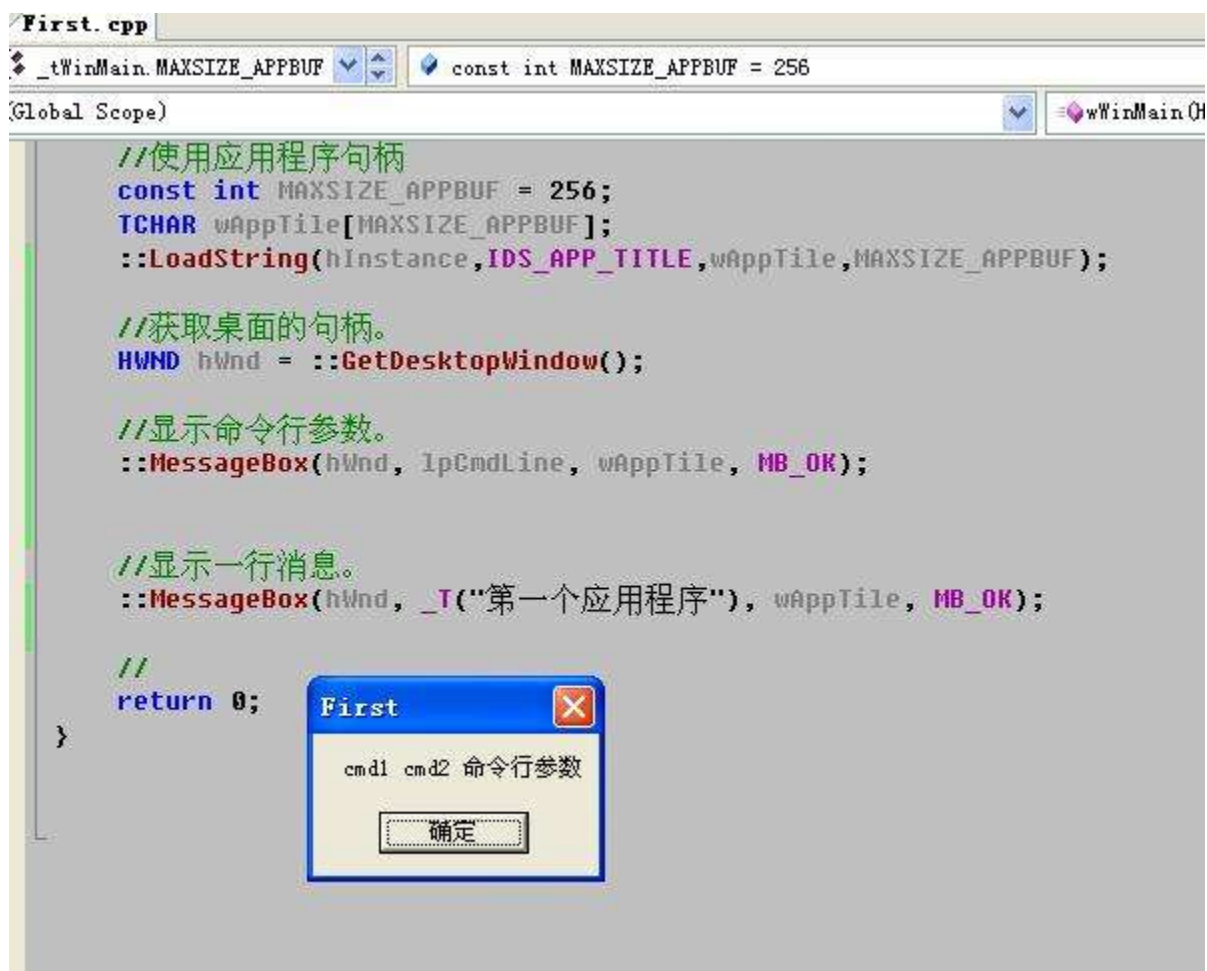 First.cpp
_tWinMain.MAXSIZE_APPBUF const int MAXSIZE_APPBUF = 256
(Global Scope) wWinMain(H
//使用应用程序句柄
const int MAXSIZE_APPBUF = 256;
TCHAR wAppTile[MAXSIZE_APPBUF];
::LoadString(hInstance,IDS_APP_TITLE,wAppTile,MAXSIZE_APPBUF);
//获取桌面的句柄。
HWND hWnd = ::GetDesktopWindow();
//显示命令行参数。
::MessageBox(hWnd, lpCmdLine, wAppTile, MB_OK);
//显示一行消息。
::MessageBox(hWnd, _T("第一个应用程序"), wAppTile, MB_OK);
//
return 0;
}
First
cmd1 cmd2 命令行参数
确定